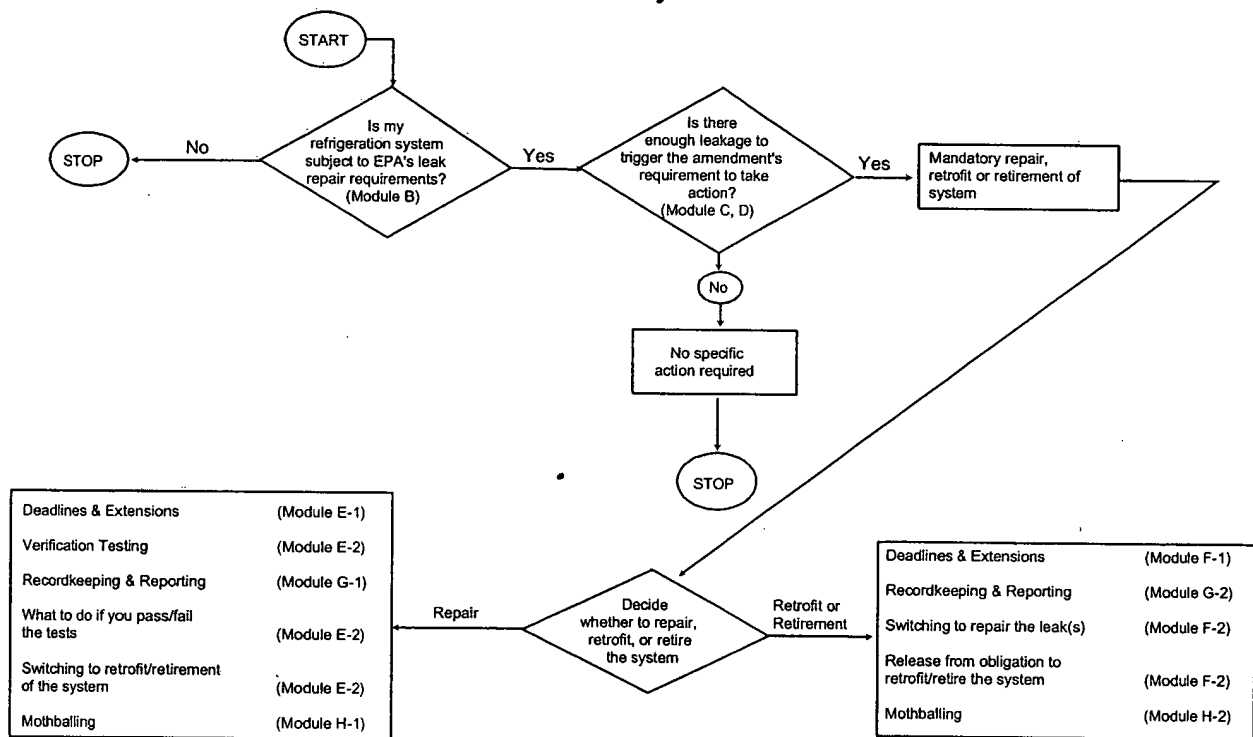 START
Is my
refrigeration system
subject to EPA's leak
repair requirements?
(Module B)
No
STOP
Yes
Is there
enough leakage to
trigger the amendment's
requirement to take
action?
(Module C, D)
Yes
Mandatory repair,
retrofit or retirement of
system
No
No specific
action required
STOP
Decide
whether to repair,
retrofit, or retire
the system
Repair
Deadlines & Extensions (Module E-1)
Verification Testing (Module E-2)
Recordkeeping & Reporting (Module G-1)
What to do if you pass/fail
the tests (Module E-2)
Switching to retrofit/retirement
of the system (Module E-2)
Mothballing (Module H-1)
Retrofit or
Retirement
Deadlines & Extensions (Module F-1)
Recordkeeping & Reporting (Module G-2)
Switching to repair the leak(s) (Module F-2)
Release from obligation to
retrofit/retire the system (Module F-2)
Mothballing (Module H-2)